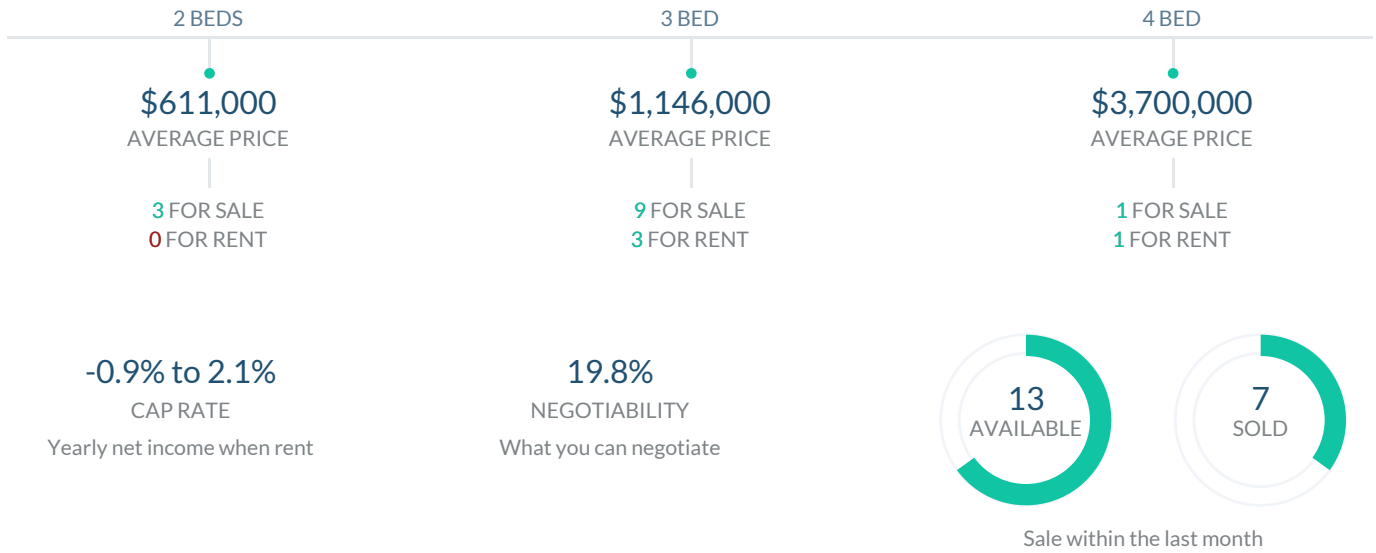 2 BEDS
$611,000
AVERAGE PRICE
3 FOR SALE
0 FOR RENT
3 BED
$1,146,000
AVERAGE PRICE
9 FOR SALE
3 FOR RENT
4 BED
$3,700,000
AVERAGE PRICE
1 FOR SALE
1 FOR RENT
-0.9% to 2.1%
CAP RATE
Yearly net income when rent
19.8%
NEGOTIABILITY
What you can negotiate
13
AVAILABLE
7
SOLD
Sale within the last month